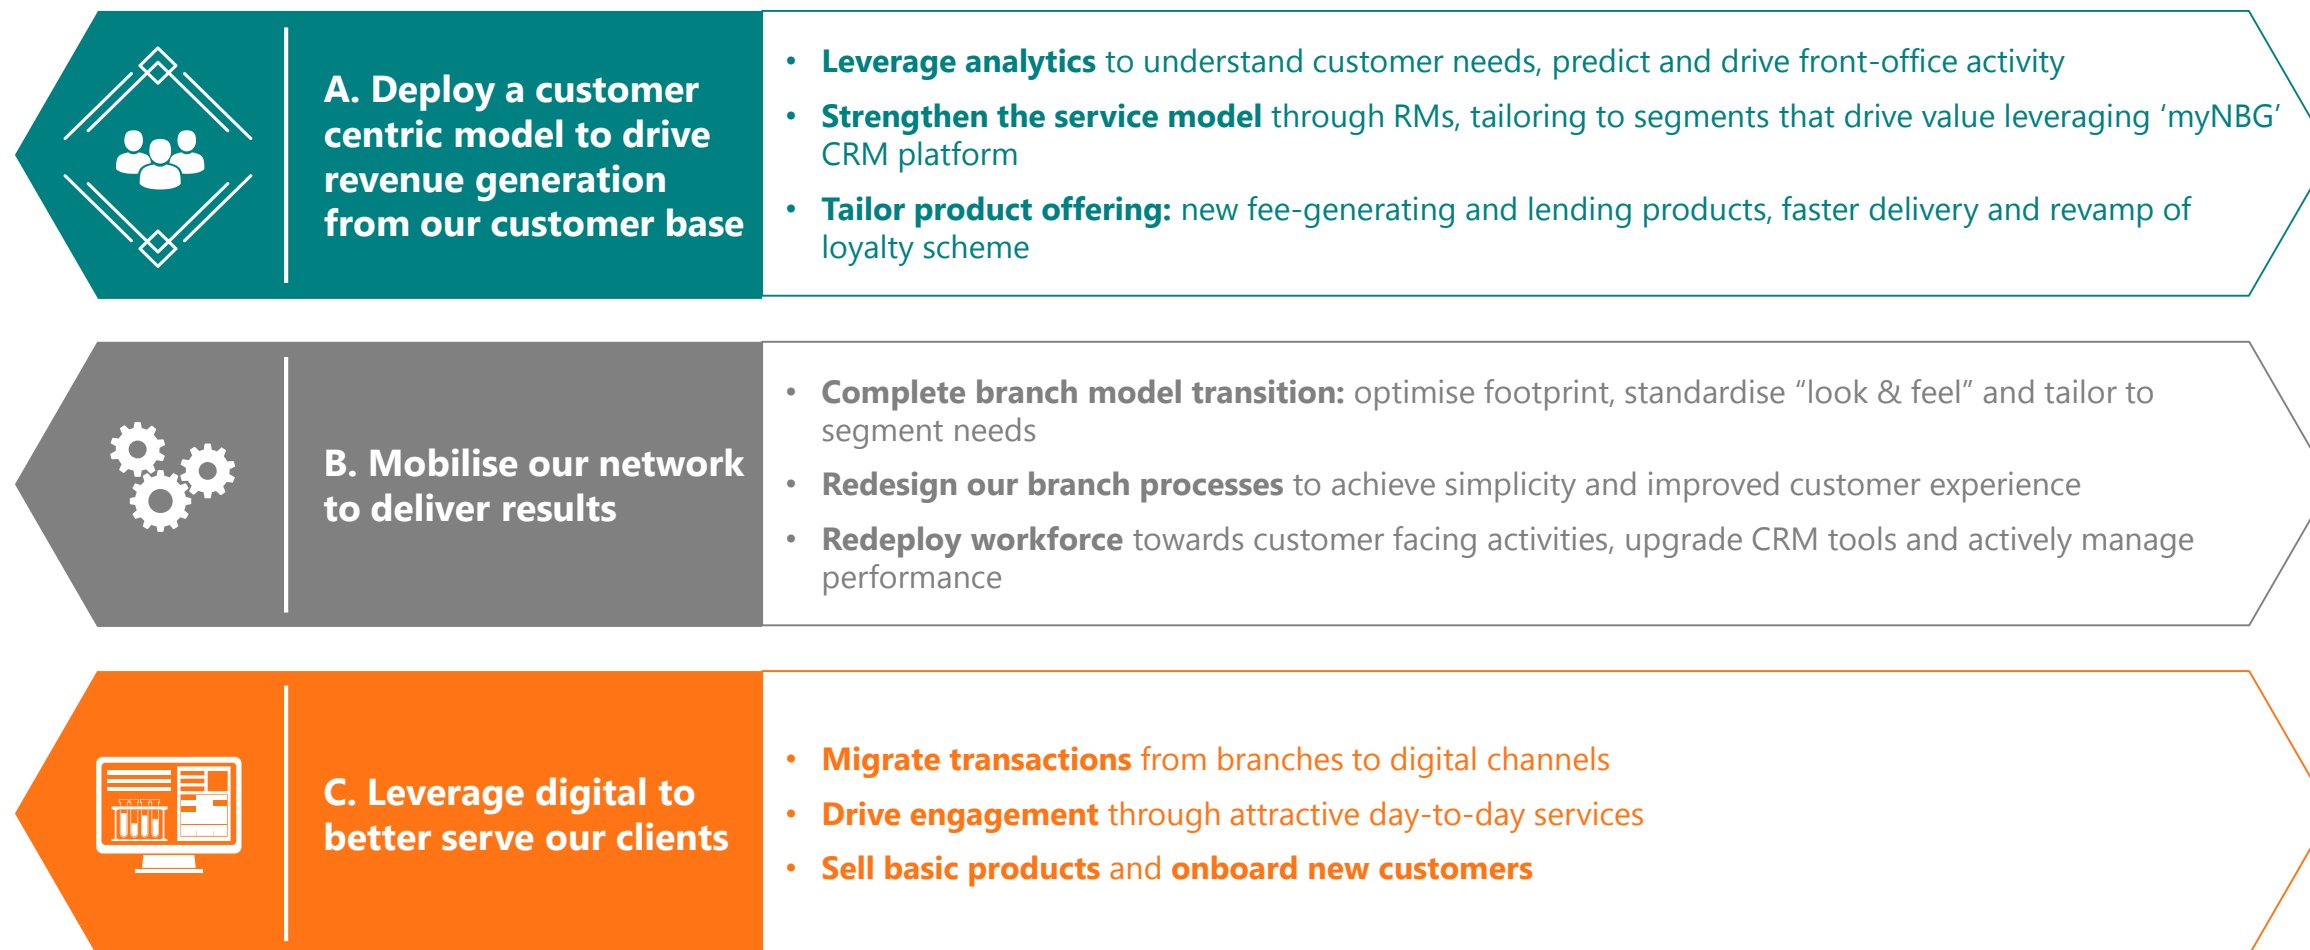 A. Deploy a customer
centric model to drive
revenue generation
from our customer base
• Leverage analytics to understand customer needs, predict and drive front-office activity
• Strengthen the service model through RMs, tailoring to segments that drive value leveraging ‘myNBG’
CRM platform
• Tailor product offering: new fee-generating and lending products, faster delivery and revamp of
loyalty scheme
B. Mobilise our network
to deliver results
• Complete branch model transition: optimise footprint, standardise “look & feel” and tailor to
segment needs
• Redesign our branch processes to achieve simplicity and improved customer experience
• Redeploy workforce towards customer facing activities, upgrade CRM tools and actively manage
performance
C. Leverage digital to
better serve our clients
• Migrate transactions from branches to digital channels
• Drive engagement through attractive day-to-day services
• Sell basic products and onboard new customers